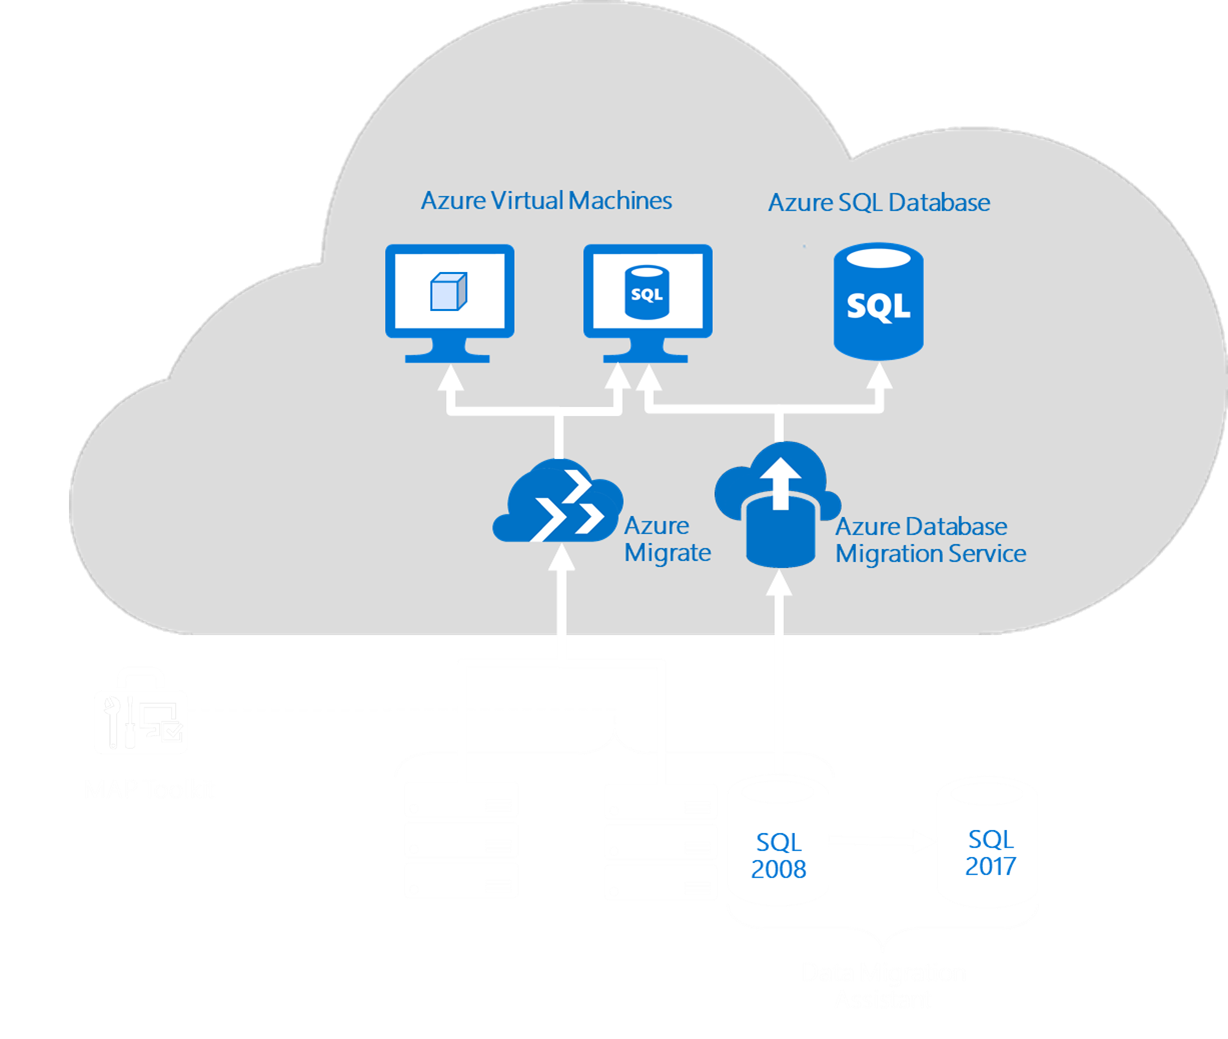 Azure Virtual Machines
Azure SQL Database
SQL
SQL
Azure
Migrate
Azure Database
Migration Service
SQL
2008
SQL
2017